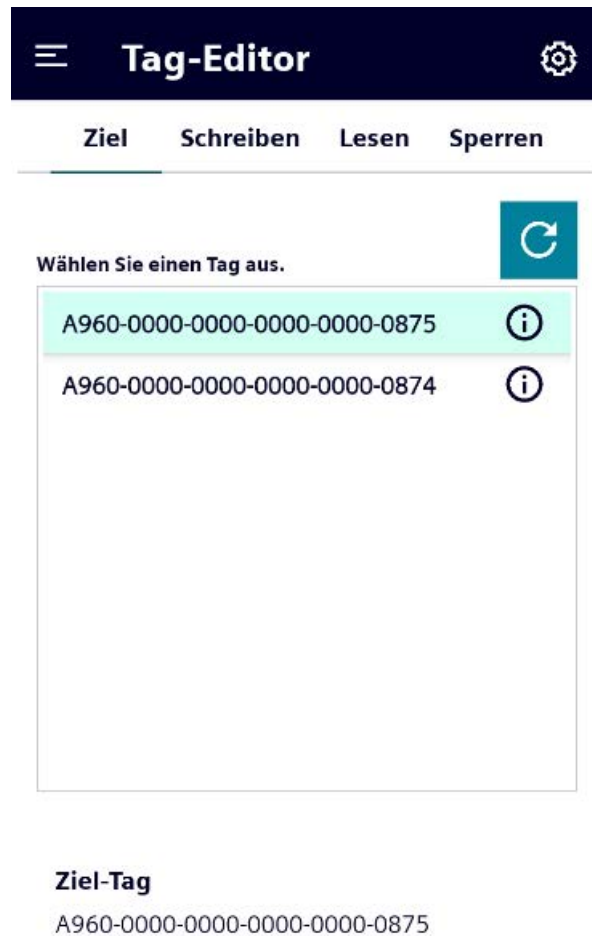 Tag-Editor
Ziel Schreiben Lesen Sperren
Wählen Sie einen Tag aus.
A960-0000-0000-0000-0000-0875
A960-0000-0000-0000-0000-0874
Ziel-Tag
A960-0000-0000-0000-0000-0875